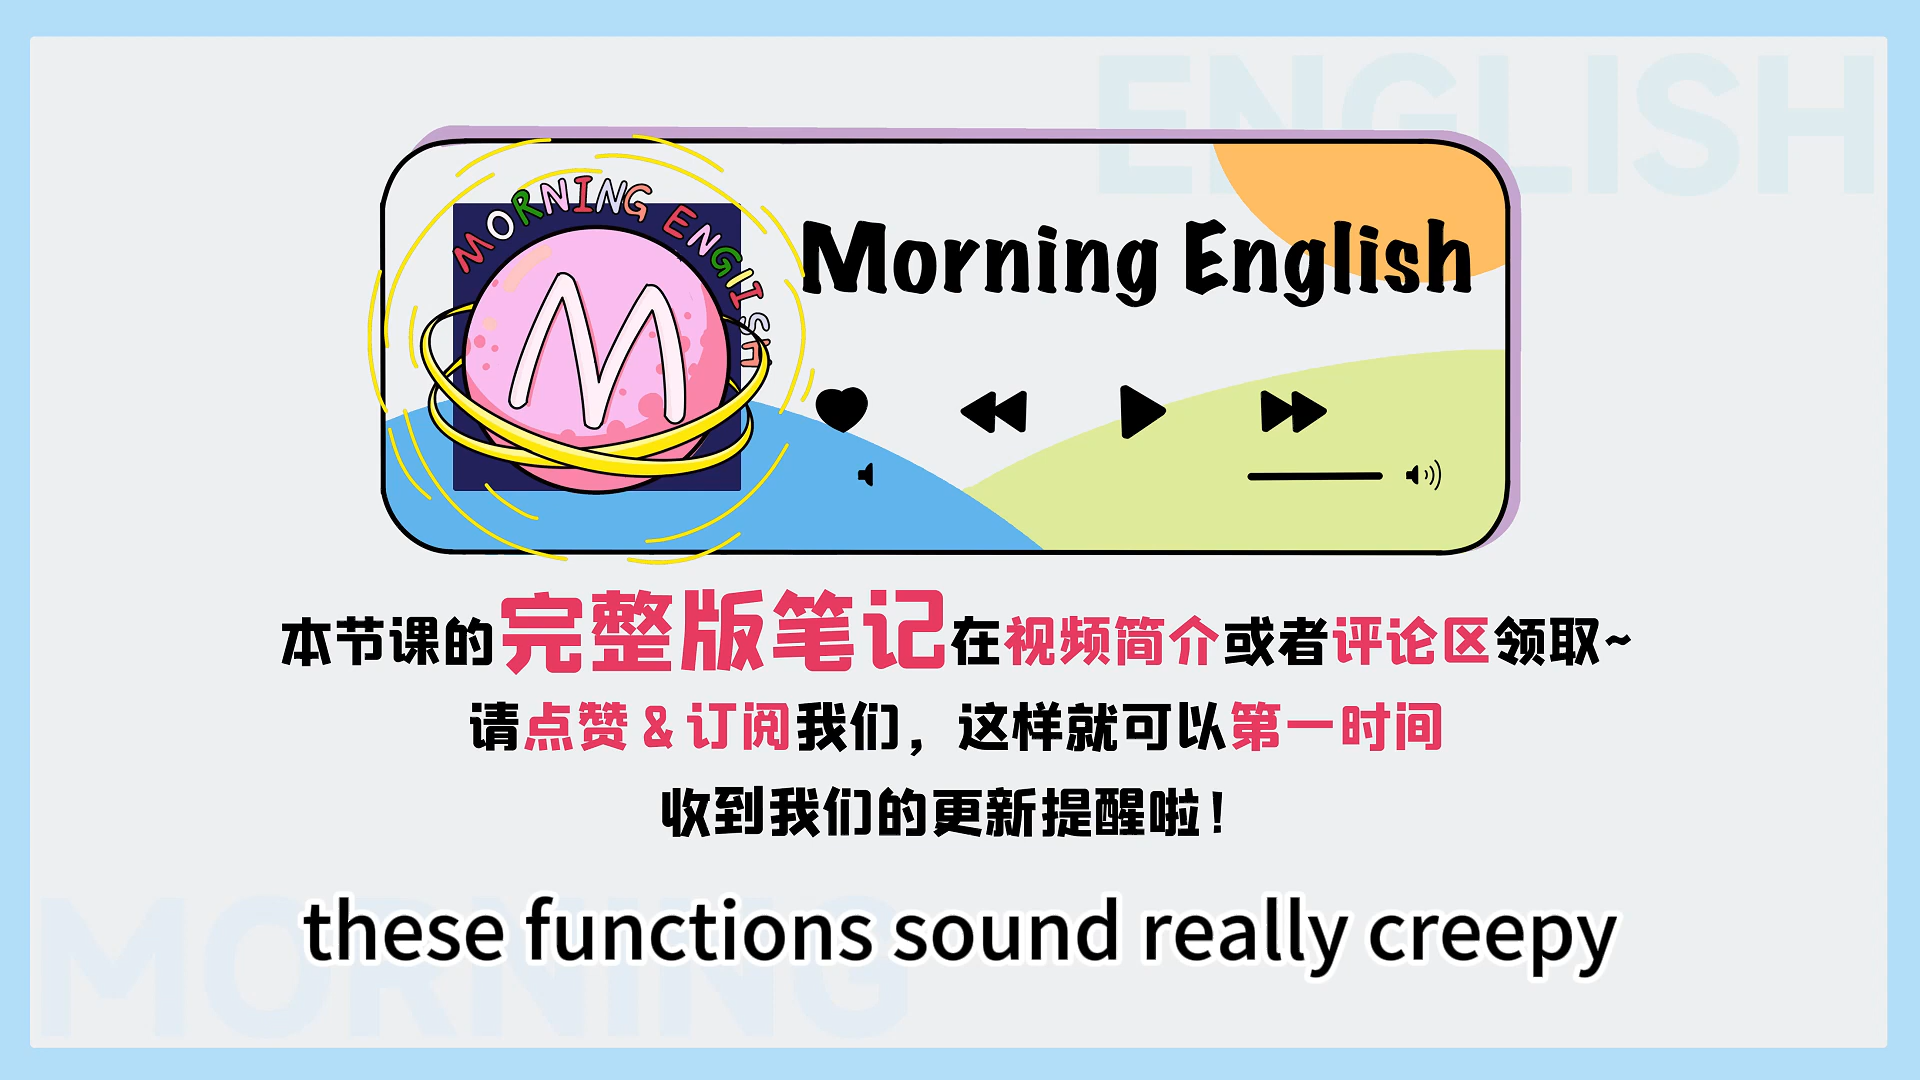 ENGLISH
MORNING ENGLISH
M
Morning English
本节课的完整版笔记在视频简介或者评论区领取~
请点赞&订阅我们，这样就可以第一时间
收到我们的更新提醒啦！
MORNING
these functions sound really creepy